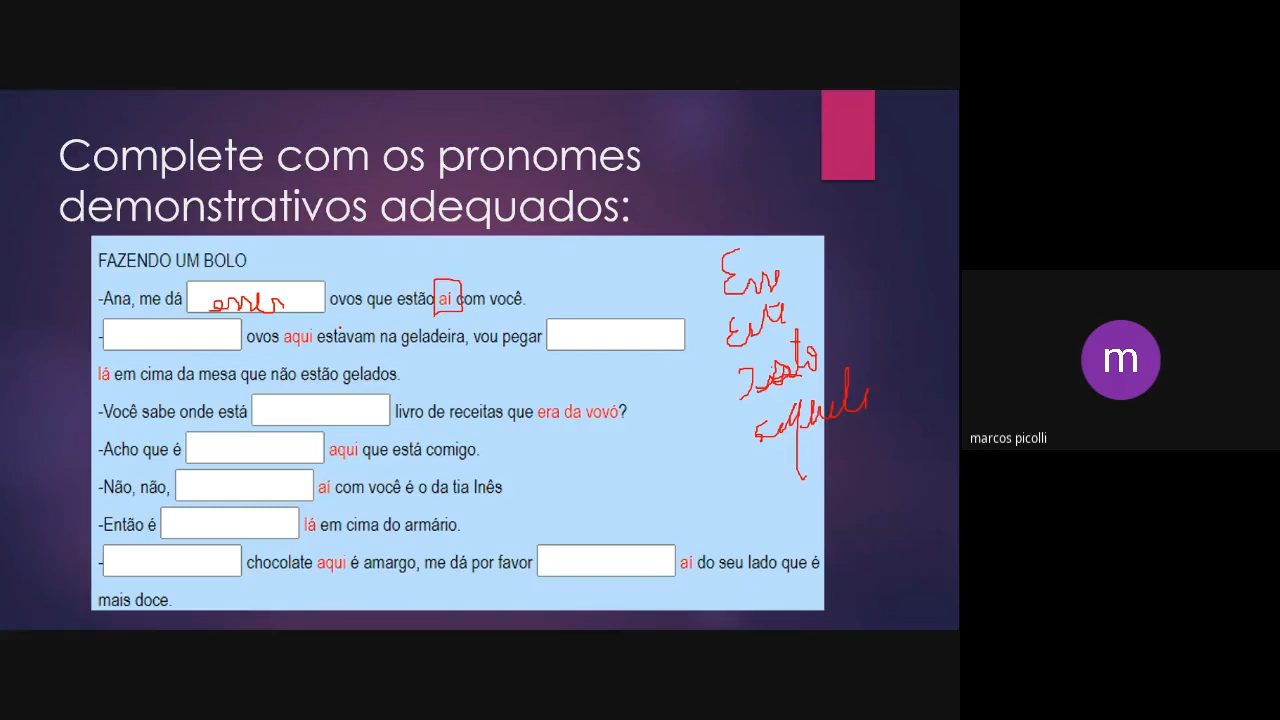 Complete com os pronomes
demonstrativos adequados:
FAZENDO UM BOLO
-Ana, me dá esses ovos que estão aí com você.
- ovos aqui estavam na geladeira, vou pegar
lá em cima da mesa que não estão gelados.
-Você sabe onde está livro de receitas que era da vovó?
-Acho que é aqui que está comigo.
-Não, não, aí com você é o da tia Inês
-Então é lá em cima do armário.
- chocolate aqui é amargo, me dá por favor aí do seu lado que é
mais doce.
Esse
Este
Isto
Aquele
m
marcos picolli